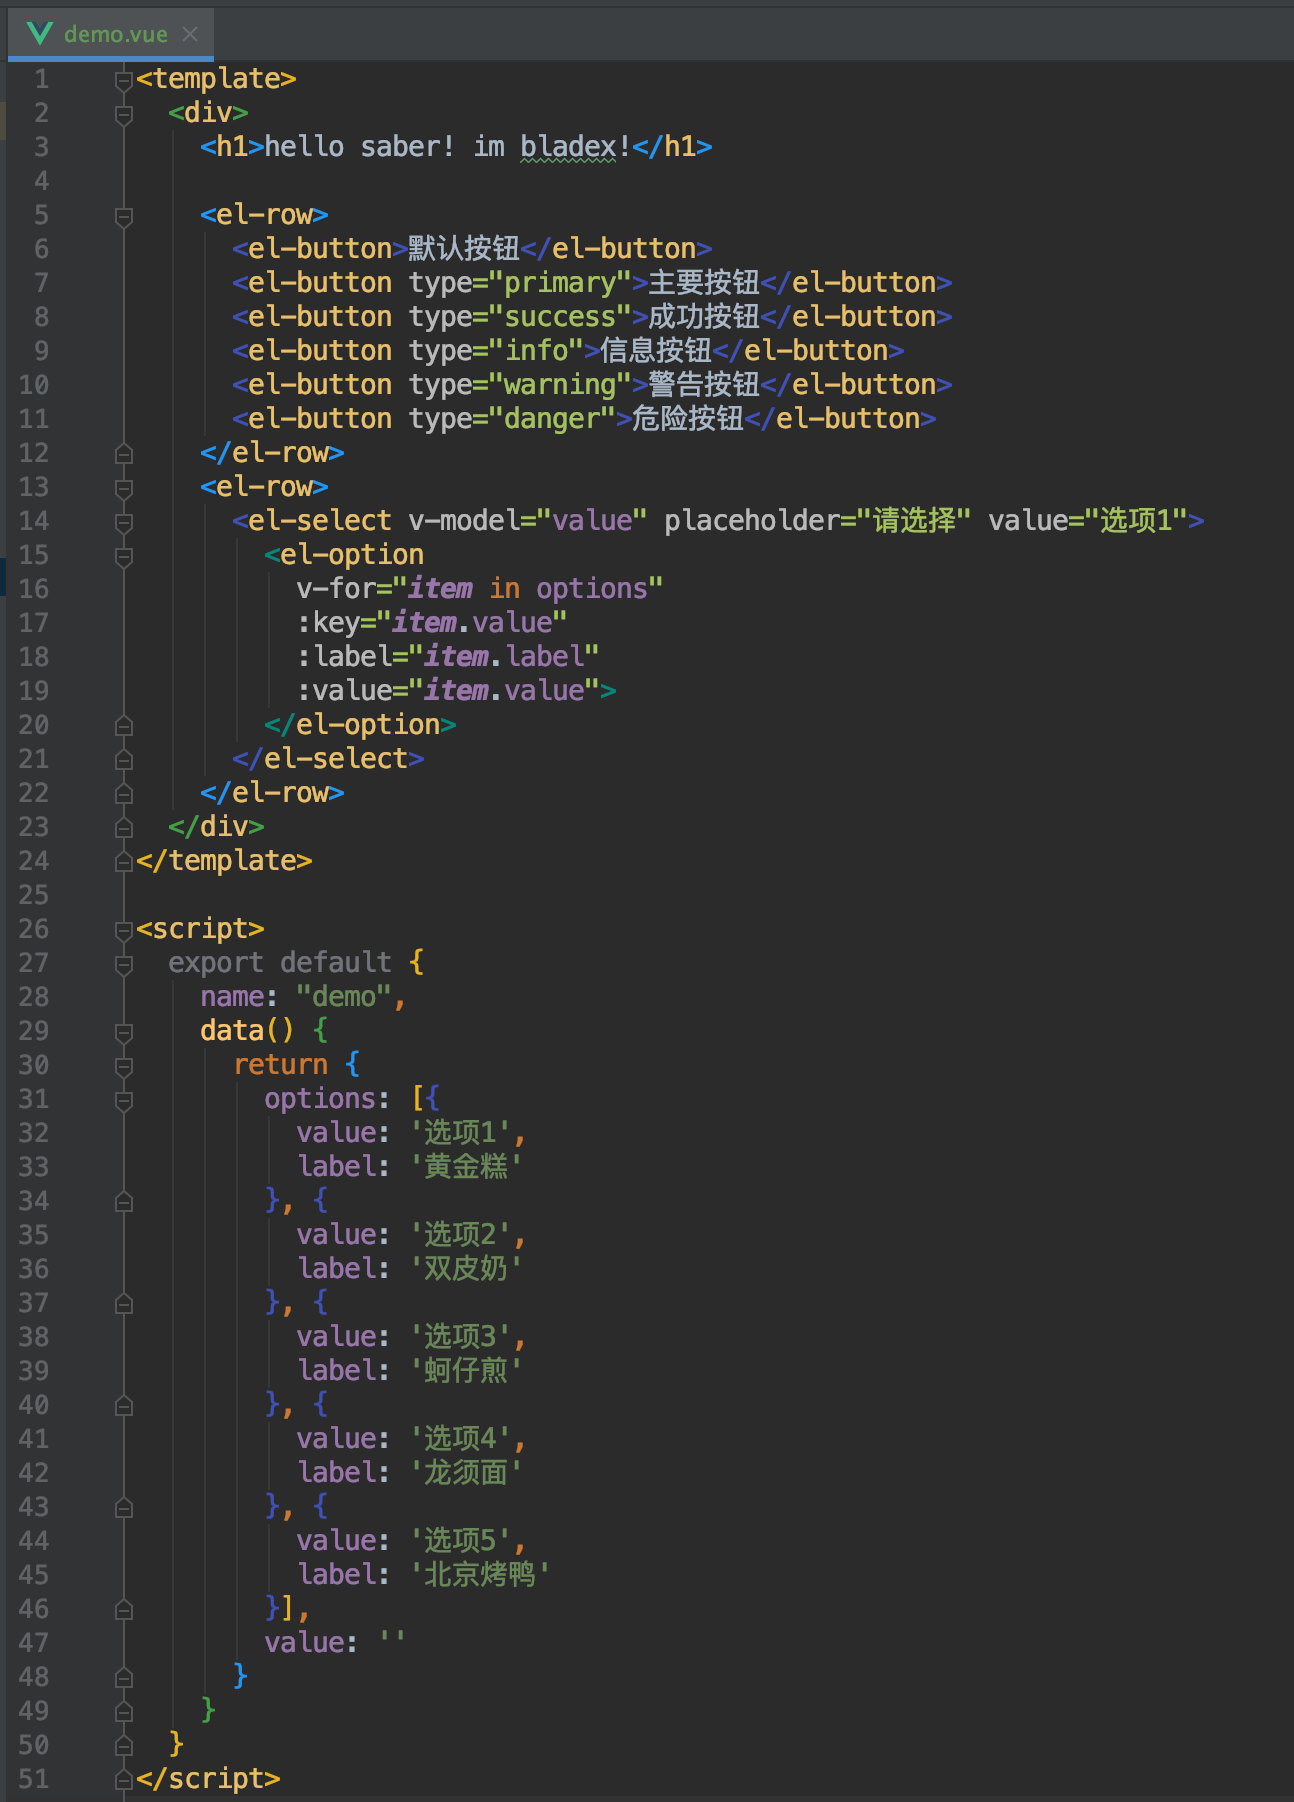 demo.vue
1 <template>
2   <div>
3     <h1>hello saber! im bladex!</h1>
4
5     <el-row>
6       <el-button>默认按钮</el-button>
7       <el-button type="primary">主要按钮</el-button>
8       <el-button type="success">成功按钮</el-button>
9       <el-button type="info">信息按钮</el-button>
10       <el-button type="warning">警告按钮</el-button>
11       <el-button type="danger">危险按钮</el-button>
12     </el-row>
13     <el-row>
14       <el-select v-model="value" placeholder="请选择" value="选项1">
15         <el-option
16           v-for="item in options"
17           :key="item.value"
18           :label="item.label"
19           :value="item.value">
20         </el-option>
21       </el-select>
22     </el-row>
23   </div>
24 </template>
25
26 <script>
27   export default {
28     name: "demo",
29     data() {
30       return {
31         options: [{
32           value: '选项1',
33           label: '黄金糕'
34         }, {
35           value: '选项2',
36           label: '双皮奶'
37         }, {
38           value: '选项3',
39           label: '蚵仔煎'
40         }, {
41           value: '选项4',
42           label: '龙须面'
43         }, {
44           value: '选项5',
45           label: '北京烤鸭'
46         }],
47         value: ''
48       }
49     }
50   }
51 </script>